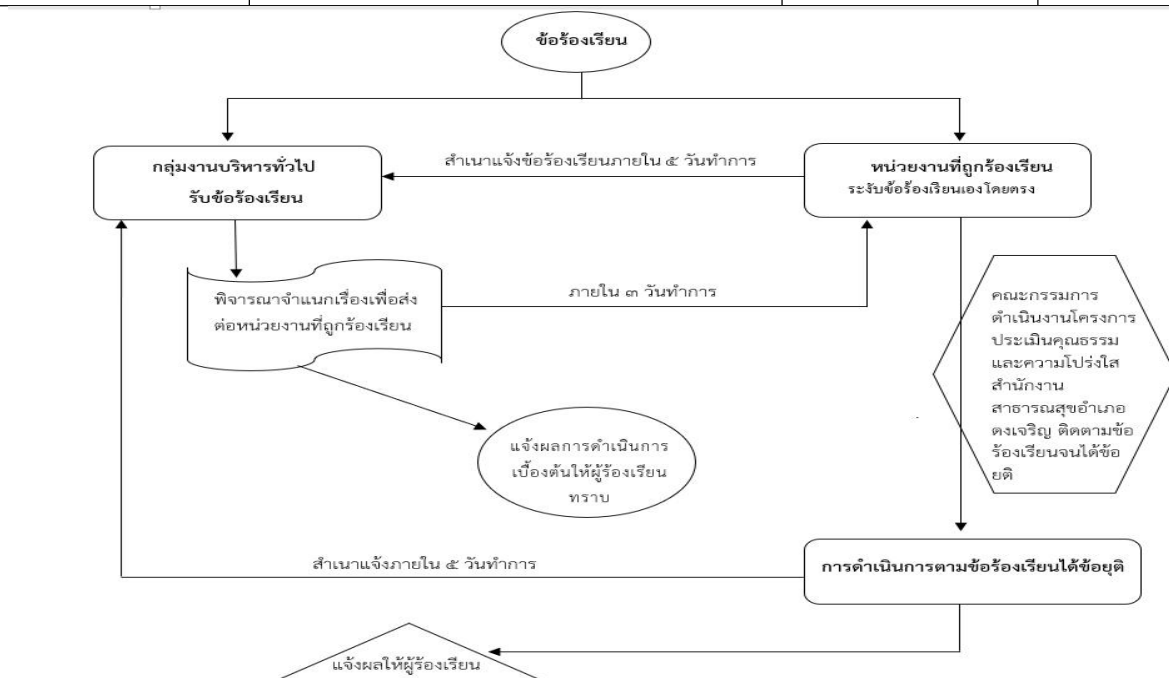 ข้อร้องเรียน
กลุ่มงานบริหารทั่วไป
รับข้อร้องเรียน
สำเนาแจ้งข้อร้องเรียนภายใน ๕ วันทำการ
หน่วยงานที่ถูกร้องเรียน
ระงับข้อร้องเรียนเองโดยตรง
พิจารณาจำแนกเรื่องเพื่อส่ง
ต่อหน่วยงานที่ถูกร้องเรียน
ภายใน ๓ วันทำการ
คณะกรรมการ
ดำเนินงานโครงการ
ประเมินคุณธรรม
และความโปร่งใส
สำนักงาน
สาธารณสุขอำเภอ
ดงเจริญ ติดตามข้อ
ร้องเรียนจนได้ข้อ
ยุติ
แจ้งผลการดำเนินการ
เบื้องต้นให้ผู้ร้องเรียน
ทราบ
สำเนาแจ้งภายใน ๕ วันทำการ
การดำเนินการตามข้อร้องเรียนได้ข้อยุติ
แจ้งผลให้ผู้ร้องเรียน